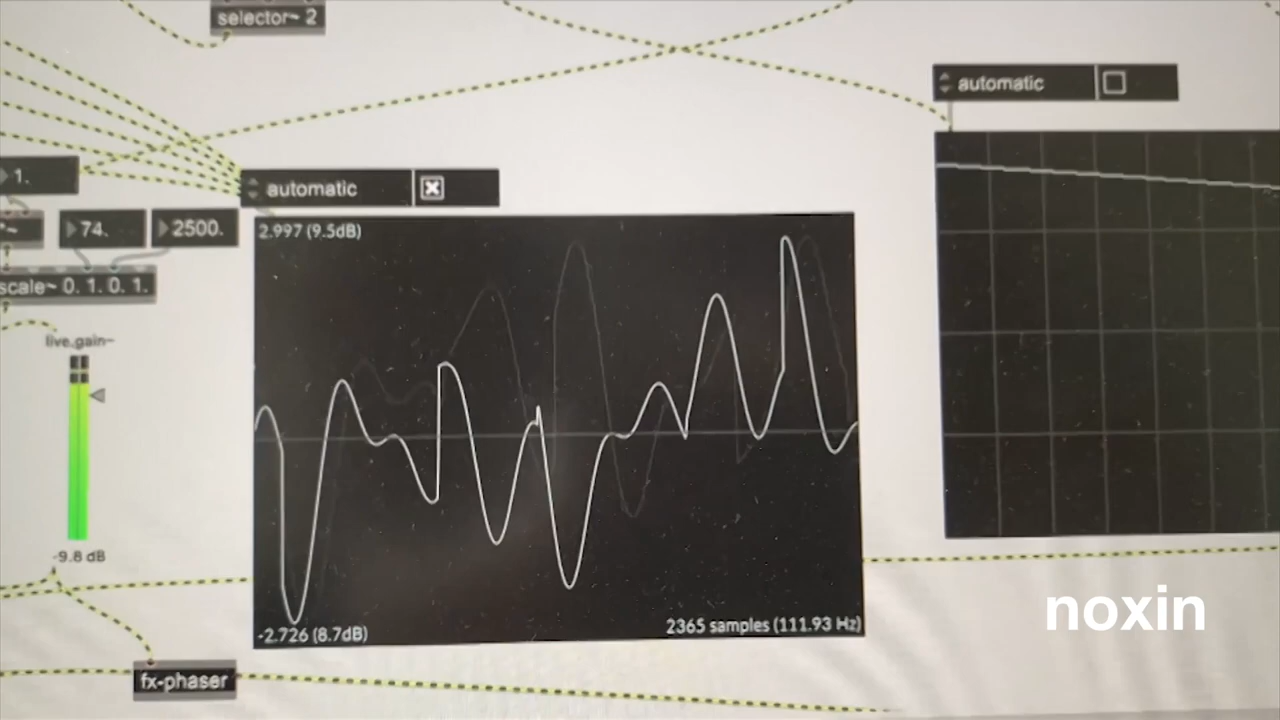 selector~ 2
automatic
1.
automatic
74.
2500.
2.997 (9.5dB)
scale~ 0. 1. 0. 1.
live.gain~
-9.8 dB
noxin
2365 samples (111.93 Hz)
-2.726 (8.7dB)
fx-phaser